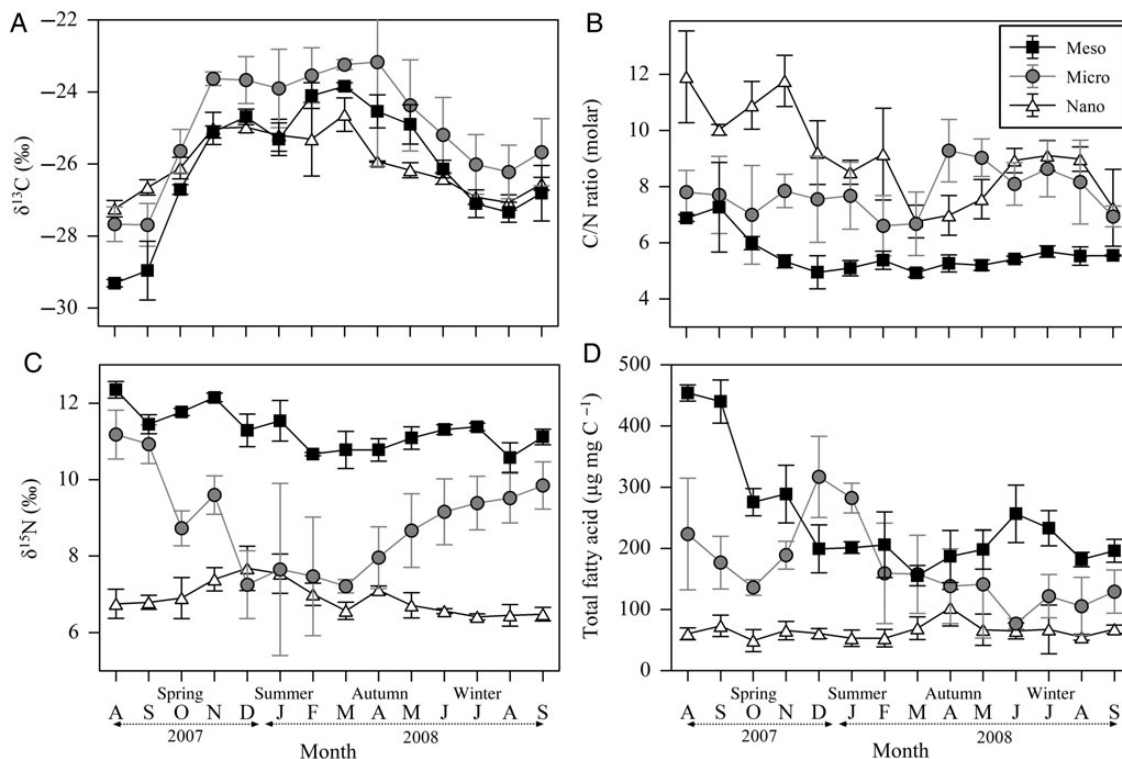 A
−22
−24
−26
−28
−30
δ13C (‰)
B
12
10
8
6
4
C/N ratio (molar)
Meso
Micro
Nano
C
12
10
8
6
δ15N (‰)
Spring Summer Autumn Winter
A S O N D J F M A M J J A S
2007 2008
Month
D
500
400
300
200
100
0
Total fatty acid (µg mg C −1)
Spring Summer Autumn Winter
A S O N D J F M A M J J A S
2007 2008
Month